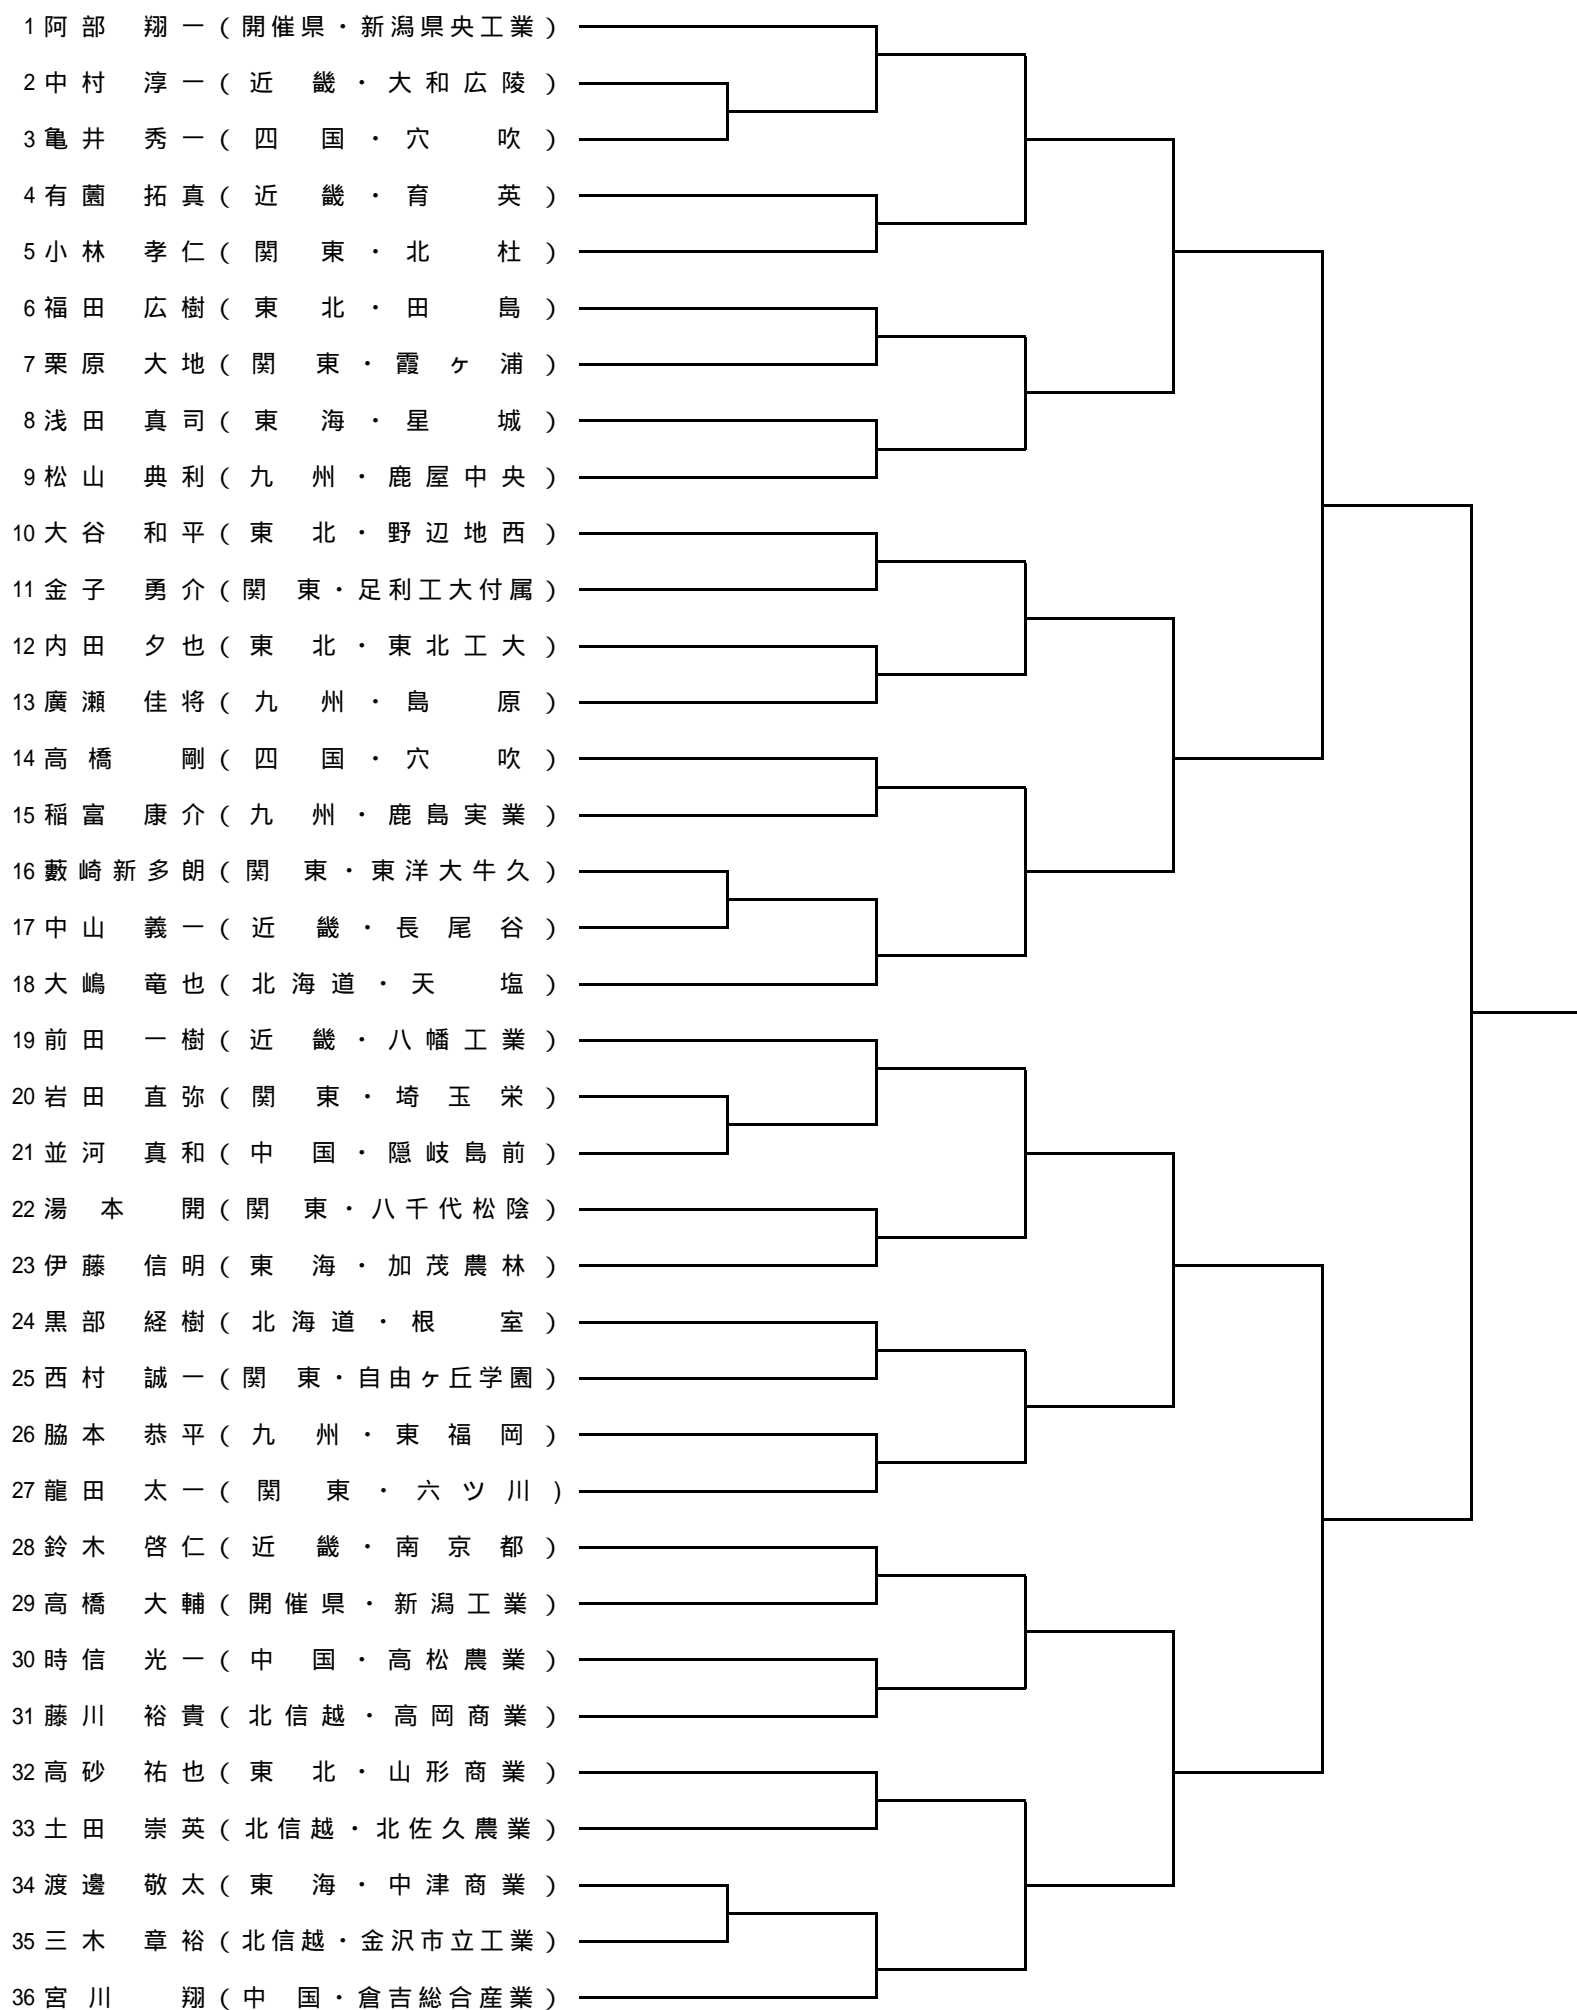 1 阿部 翔一(開催県・新潟県央工業)
2 中村 淳一(近畿・大和広陵)
3 亀井 秀一(四国・穴吹)
4 有薗 拓真(近畿・育英)
5 小林 孝仁(関東・北杜)
6 福田 広樹(東北・田島)
7 栗原 大地(関東・霞ヶ浦)
8 浅田 真司(東海・星城)
9 松山 典利(九州・鹿屋中央)
10 大谷 和平(東北・野辺地西)
11 金子 勇介(関東・足利工大付属)
12 内田 夕也(東北・東北工大)
13 廣瀬 佳将(九州・島原)
14 高橋 剛(四国・穴吹)
15 稲富 康介(九州・鹿島実業)
16 藪崎新多朗(関東・東洋大牛久)
17 中山 義一(近畿・長尾谷)
18 大嶋 竜也(北海道・天塩)
19 前田 一樹(近畿・八幡工業)
20 岩田 直弥(関東・埼玉栄)
21 並河 真和(中国・隠岐島前)
22 湯本 開(関東・八千代松陰)
23 伊藤 信明(東海・加茂農林)
24 黒部 経樹(北海道・根室)
25 西村 誠一(関東・自由ヶ丘学園)
26 脇本 恭平(九州・東福岡)
27 龍田 太一(関東・六ツ川)
28 鈴木 啓仁(近畿・南京都)
29 高橋 大輔(開催県・新潟工業)
30 時信 光一(中国・高松農業)
31 藤川 裕貴(北信越・高岡商業)
32 高砂 祐也(東北・山形商業)
33 土田 崇英(北信越・北佐久農業)
34 渡邊 敬太(東海・中津商業)
35 三木 章裕(北信越・金沢市立工業)
36 宮川 翔(中国・倉吉総合産業)